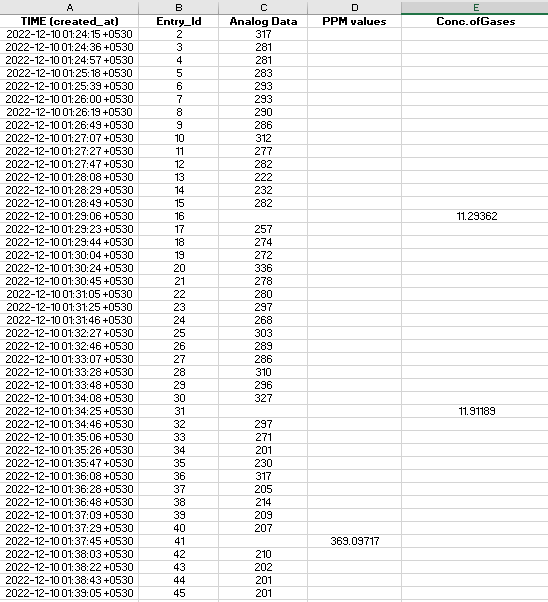 A B C D E
TIME (created_at) Entry_Id Analog Data PPM values Conc.ofGases
2022-12-10 01:24:15 +0530 2 317
2022-12-10 01:24:36 +0530 3 281
2022-12-10 01:24:57 +0530 4 281
2022-12-10 01:25:18 +0530 5 283
2022-12-10 01:25:39 +0530 6 293
2022-12-10 01:26:00 +0530 7 293
2022-12-10 01:26:19 +0530 8 290
2022-12-10 01:26:49 +0530 9 286
2022-12-10 01:27:07 +0530 10 312
2022-12-10 01:27:27 +0530 11 277
2022-12-10 01:27:47 +0530 12 282
2022-12-10 01:28:08 +0530 13 222
2022-12-10 01:28:29 +0530 14 232
2022-12-10 01:28:49 +0530 15 282
2022-12-10 01:29:06 +0530 16 11.29362
2022-12-10 01:29:23 +0530 17 257
2022-12-10 01:29:44 +0530 18 274
2022-12-10 01:30:04 +0530 19 272
2022-12-10 01:30:24 +0530 20 336
2022-12-10 01:30:45 +0530 21 278
2022-12-10 01:31:05 +0530 22 280
2022-12-10 01:31:25 +0530 23 297
2022-12-10 01:31:46 +0530 24 268
2022-12-10 01:32:27 +0530 25 303
2022-12-10 01:32:46 +0530 26 289
2022-12-10 01:33:07 +0530 27 286
2022-12-10 01:33:28 +0530 28 310
2022-12-10 01:33:48 +0530 29 296
2022-12-10 01:34:08 +0530 30 327
2022-12-10 01:34:25 +0530 31 11.91189
2022-12-10 01:34:46 +0530 32 297
2022-12-10 01:35:06 +0530 33 271
2022-12-10 01:35:26 +0530 34 201
2022-12-10 01:35:47 +0530 35 230
2022-12-10 01:36:08 +0530 36 317
2022-12-10 01:36:28 +0530 37 205
2022-12-10 01:36:48 +0530 38 214
2022-12-10 01:37:09 +0530 39 209
2022-12-10 01:37:29 +0530 40 207
2022-12-10 01:37:45 +0530 41 369.09717
2022-12-10 01:38:03 +0530 42 210
2022-12-10 01:38:22 +0530 43 202
2022-12-10 01:38:43 +0530 44 201
2022-12-10 01:39:05 +0530 45 201